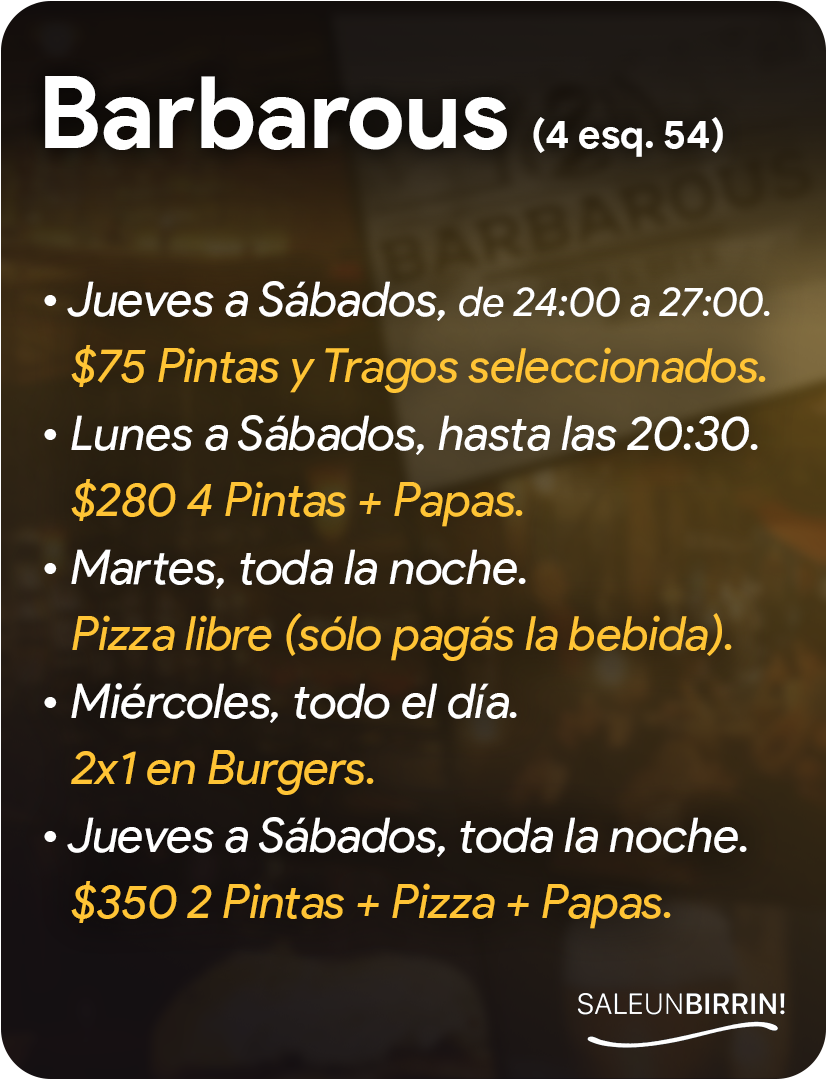 Barbarous (4 esq. 54)
BARBAROUS
• Jueves a Sábados, de 24:00 a 27:00.
$75 Pintas y Tragos seleccionados.
• Lunes a Sábados, hasta las 20:30.
$280 4 Pintas + Papas.
• Martes, toda la noche.
Pizza libre (sólo pagás la bebida).
• Miércoles, todo el día.
2x1 en Burgers.
• Jueves a Sábados, toda la noche.
$350 2 Pintas + Pizza + Papas.
SALEUNBIRRIN!